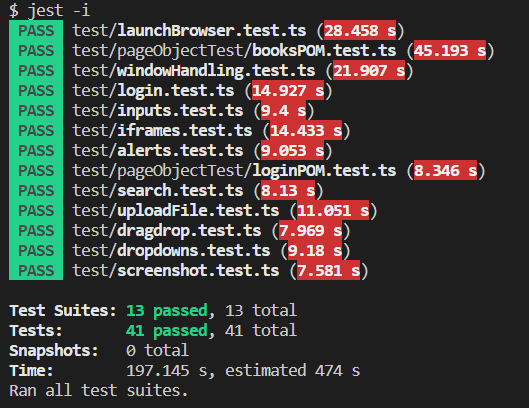 $ jest -i
PASS test/launchBrowser.test.ts (28.458 s)
PASS test/pageObjectTest/booksPOM.test.ts (45.193 s)
PASS test/windowHandling.test.ts (21.907 s)
PASS test/login.test.ts (14.927 s)
PASS test/inputs.test.ts (9.4 s)
PASS test/iframes.test.ts (14.433 s)
PASS test/alerts.test.ts (9.053 s)
PASS test/pageObjectTest/loginPOM.test.ts (8.346 s)
PASS test/search.test.ts (8.13 s)
PASS test/uploadFile.test.ts (11.051 s)
PASS test/dragdrop.test.ts (7.969 s)
PASS test/dropdowns.test.ts (9.18 s)
PASS test/screenshot.test.ts (7.581 s)
Test Suites: 13 passed, 13 total
Tests: 41 passed, 41 total
Snapshots: 0 total
Time: 197.145 s, estimated 474 s
Ran all test suites.